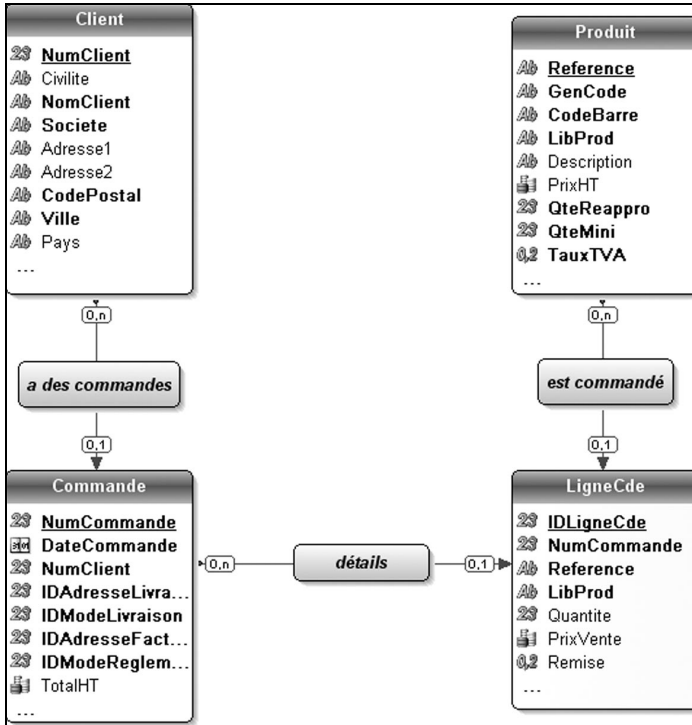 Client
NumClient
Civilite
NomClient
Societe
Adresse1
Adresse2
CodePostal
Ville
Pays
...
0,n
a des commandes
0,1
Produit
Reference
GenCode
CodeBarre
LibProd
Description
PrixHT
QteReappro
QteMini
TauxTVA
...
0,n
est commandé
0,1
Commande
NumCommande
DateCommande
NumClient
IDAdresseLivra...
IDModeLivraison
IDAdresseFact...
IDModeReglem...
TotalHT
...
0,n
détails
0,1
LigneCde
IDLigneCde
NumCommande
Reference
LibProd
Quantite
PrixVente
Remise
...